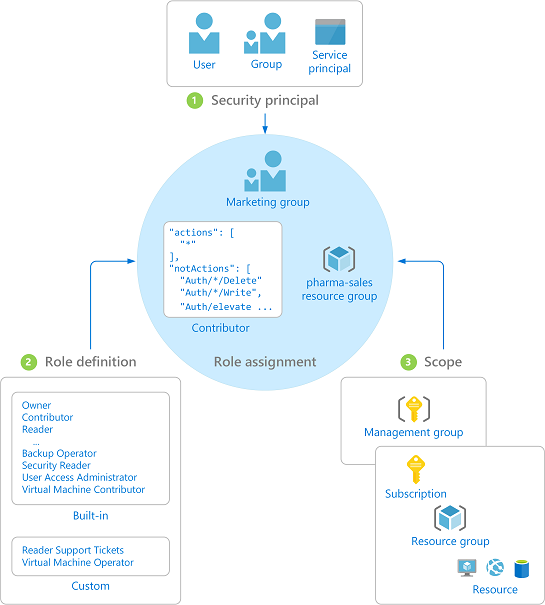 User
Group
Service
principal
1 Security principal
Marketing group
"actions": [
"*"
],
"notActions": [
"Auth/*/Delete"
"Auth/*/Write",
"Auth/elevate ...
Contributor
pharma-sales
resource group
Role assignment
2 Role definition
Owner
Contributor
Reader
...
Backup Operator
Security Reader
User Access Administrator
Virtual Machine Contributor
Built-in
Reader Support Tickets
Virtual Machine Operator
Custom
3 Scope
Management group
Subscription
Resource group
Resource